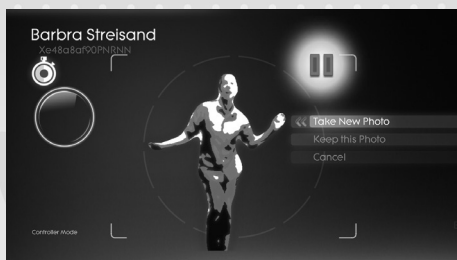 Barbra Streisand
Xe48a8af90PNRNN
Take New Photo
Keep this Photo
Cancel
Controller Mode